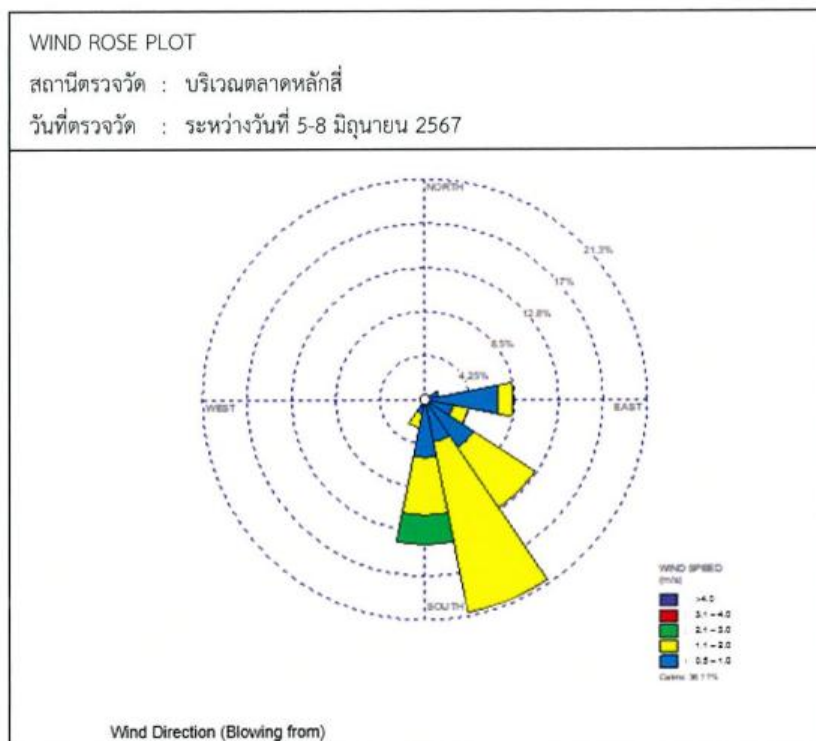 WIND ROSE PLOT
สถานีตรวจวัด : บริเวณตลาดหลักสี่
วันที่ตรวจวัด : ระหว่างวันที่ 5-8 มิถุนายน 2567
NORTH
21.3%
17%
12.8%
8.5%
4.25%
WEST
EAST
SOUTH
WIND SPEED
(m/s)
>4.0
3.1 - 4.0
2.1 - 3.0
1.1 - 2.0
0.5 - 1.0
Wind Direction (Blowing from)